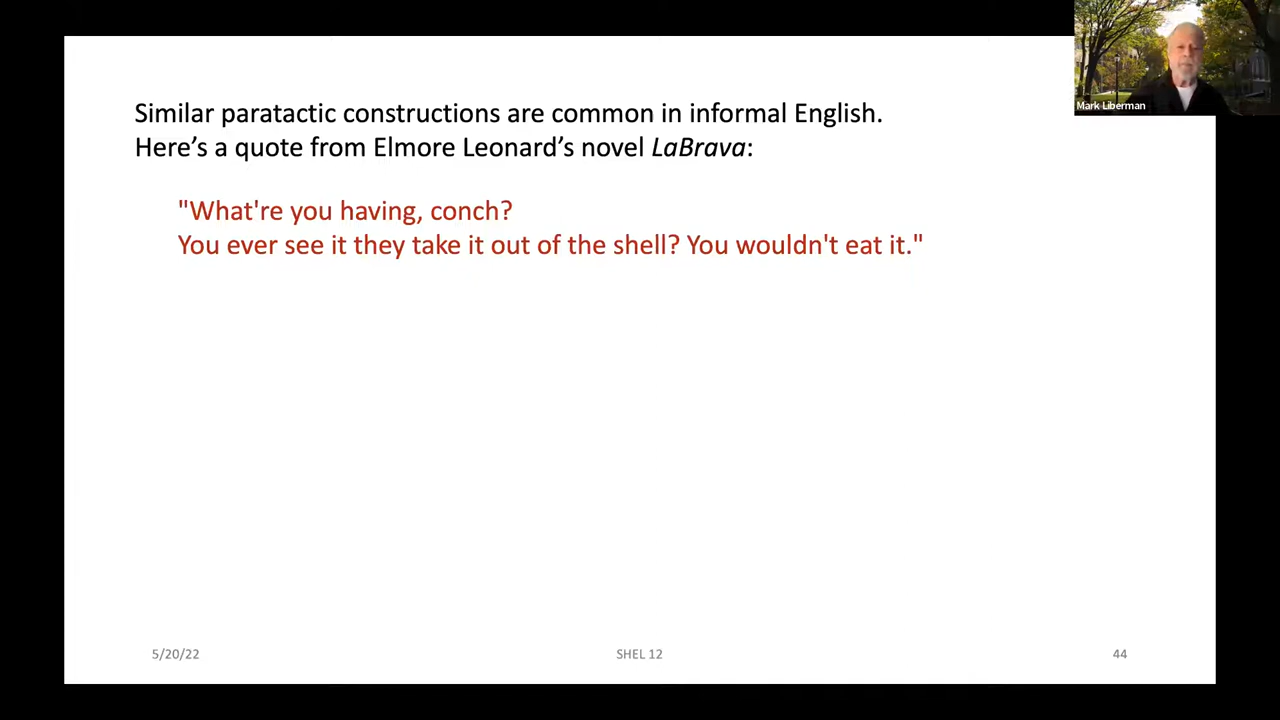 Mark Liberman
Similar paratactic constructions are common in informal English.
Here’s a quote from Elmore Leonard’s novel LaBrava:
"What're you having, conch?
You ever see it they take it out of the shell? You wouldn't eat it."
5/20/22
SHEL 12
44